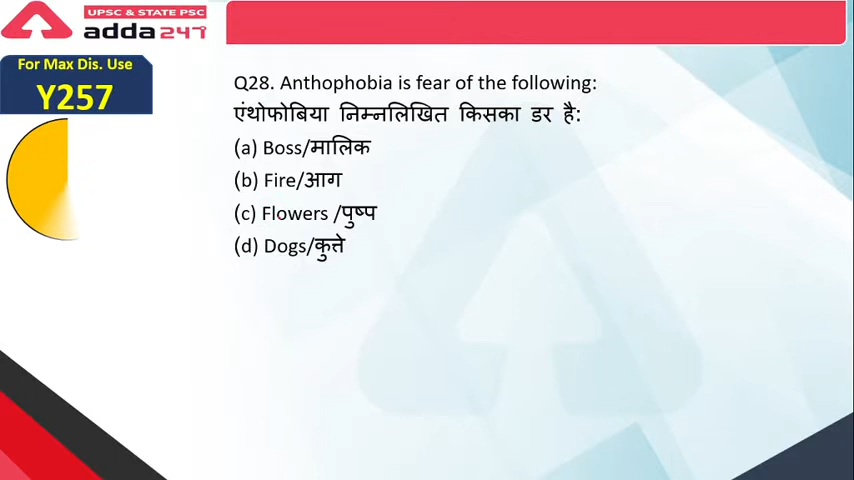 UPSC & STATE PSC
adda247
For Max Dis. Use
Y257
Q28. Anthophobia is fear of the following:
एंथोफोबिया निम्नलिखित किसका डर है:
(a) Boss/मालिक
(b) Fire/आग
(c) Flowers /पुष्प
(d) Dogs/कुत्ते